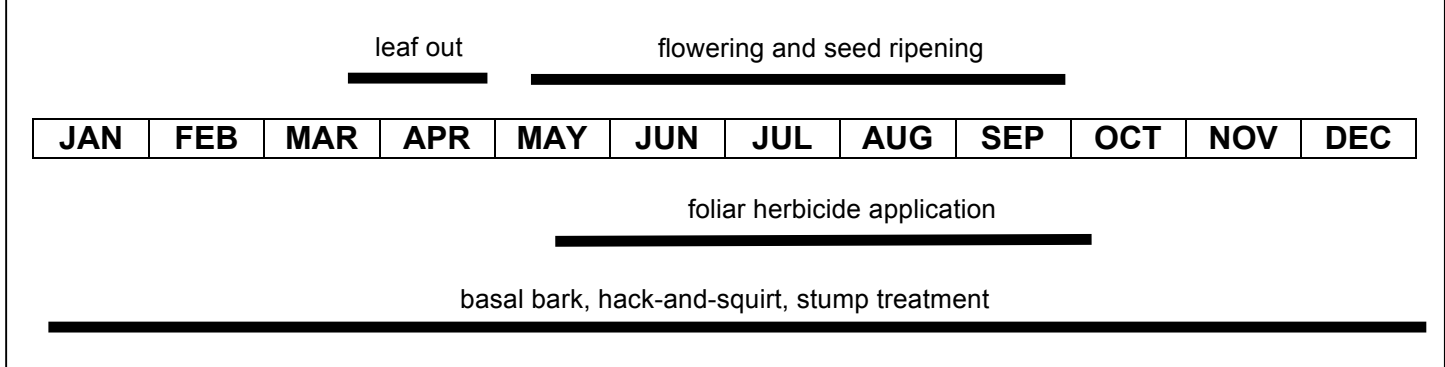 leaf out flowering and seed ripening
JAN FEB MAR APR MAY JUN JUL AUG SEP OCT NOV DEC
foliar herbicide application
basal bark, hack-and-squirt, stump treatment